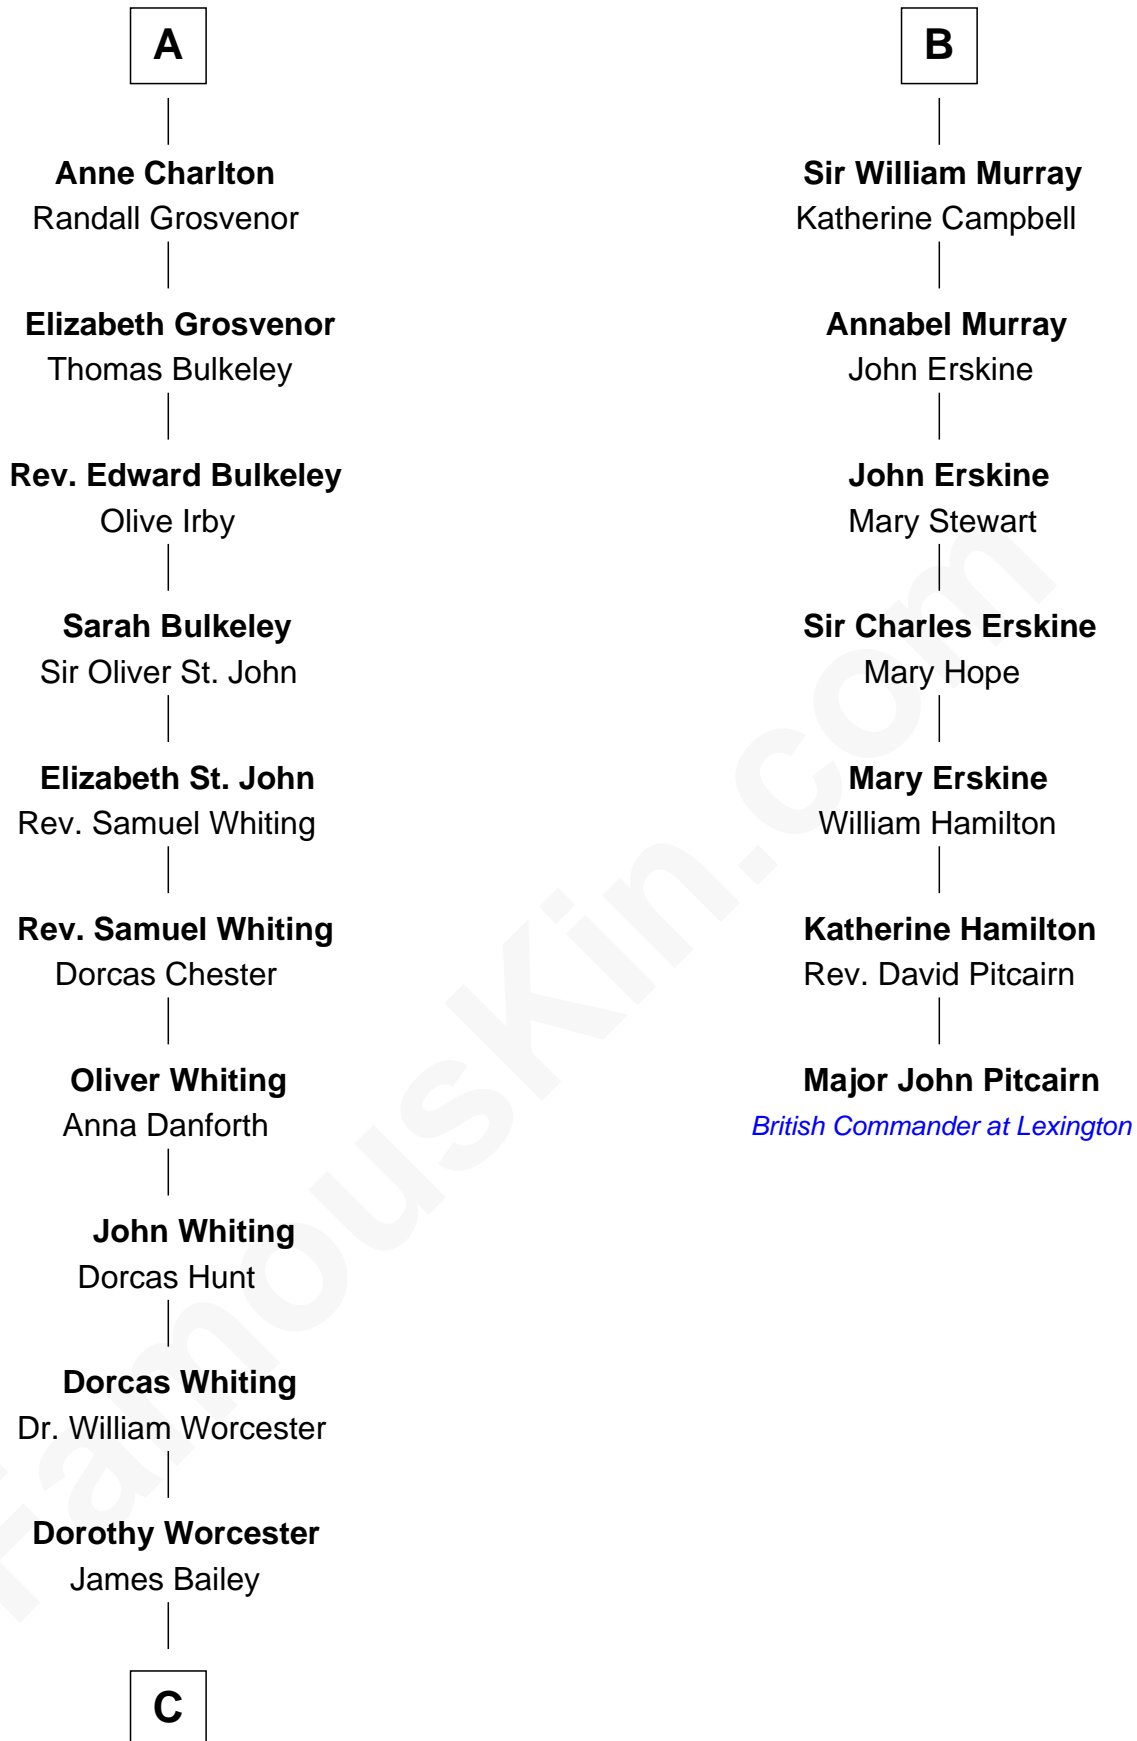 A
Anne Charlton
Randall Grosvenor
Elizabeth Grosvenor
Thomas Bulkeley
Rev. Edward Bulkeley
Olive Irby
Sarah Bulkeley
Sir Oliver St. John
Elizabeth St. John
Rev. Samuel Whiting
Rev. Samuel Whiting
Dorcas Chester
Oliver Whiting
Anna Danforth
John Whiting
Dorcas Hunt
Dorcas Whiting
Dr. William Worcester
Dorothy Worcester
James Bailey
C
B
Sir William Murray
Katherine Campbell
Annabel Murray
John Erskine
John Erskine
Mary Stewart
Sir Charles Erskine
Mary Hope
Mary Erskine
William Hamilton
Katherine Hamilton
Rev. David Pitcairn
Major John Pitcairn
British Commander at Lexington
FamousKin.com